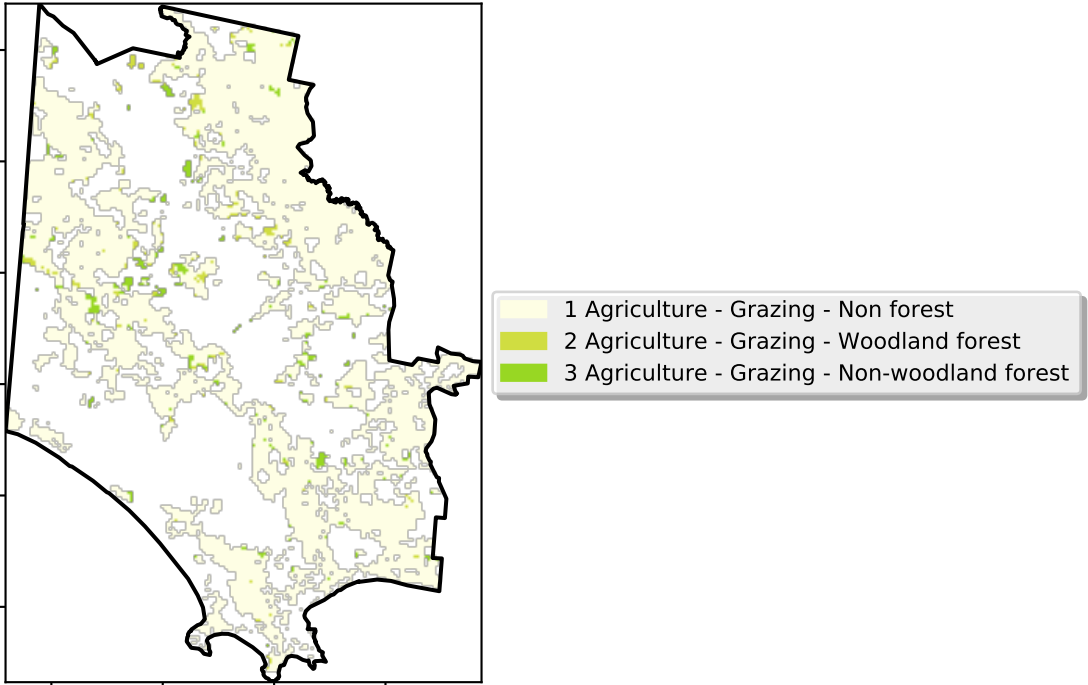 1 Agriculture - Grazing - Non forest
2 Agriculture - Grazing - Woodland forest
3 Agriculture - Grazing - Non-woodland forest